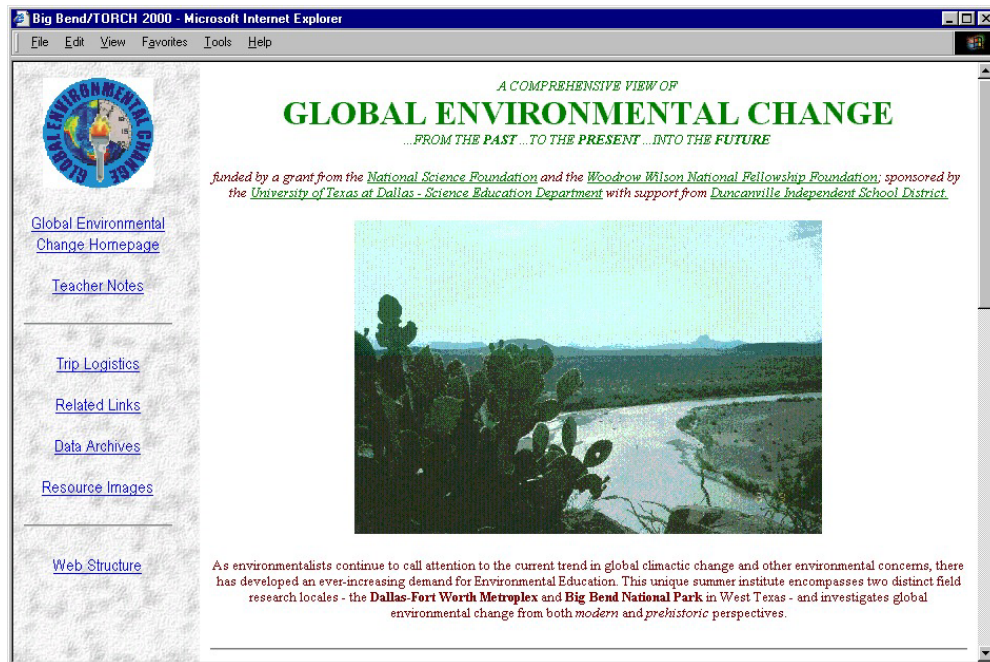 Big Bend/TORCH 2000 - Microsoft Internet Explorer
File Edit View Favorites Tools Help
GLOBAL ENVIRONMENTAL CHANGE
Global Environmental
Change Homepage
Teacher Notes
Trip Logistics
Related Links
Data Archives
Resource Images
Web Structure
A COMPREHENSIVE VIEW OF
GLOBAL ENVIRONMENTAL CHANGE
...FROM THE PAST ...TO THE PRESENT ...INTO THE FUTURE
funded by a grant from the National Science Foundation and the Woodrow Wilson National Fellowship Foundation; sponsored by
the University of Texas at Dallas - Science Education Department with support from Duncanville Independent School District.
As environmentalists continue to call attention to the current trend in global climactic change and other environmental concerns, there
has developed an ever-increasing demand for Environmental Education. This unique summer institute encompasses two distinct field
research locales - the Dallas-Fort Worth Metroplex and Big Bend National Park in West Texas - and investigates global
environmental change from both modern and prehistoric perspectives.